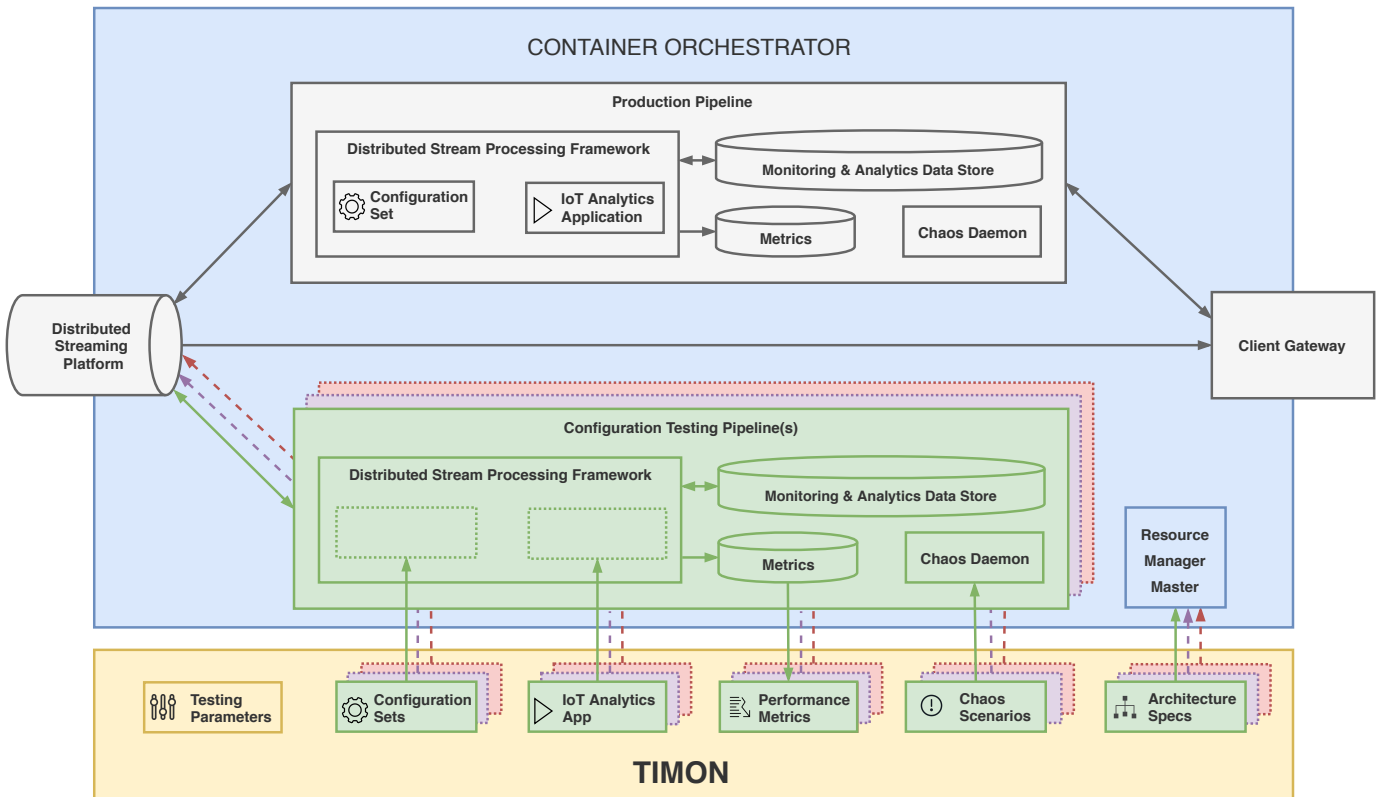 CONTAINER ORCHESTRATOR
Production Pipeline
Distributed Stream Processing Framework
Configuration
Set
IoT Analytics
Application
Monitoring & Analytics Data Store
Metrics
Chaos Daemon
Distributed
Streaming
Platform
Client Gateway
Configuration Testing Pipeline(s)
Distributed Stream Processing Framework
Monitoring & Analytics Data Store
Metrics
Chaos Daemon
Resource
Manager
Master
Testing
Parameters
Configuration
Sets
IoT Analytics
App
Performance
Metrics
Chaos
Scenarios
Architecture
Specs
TIMON